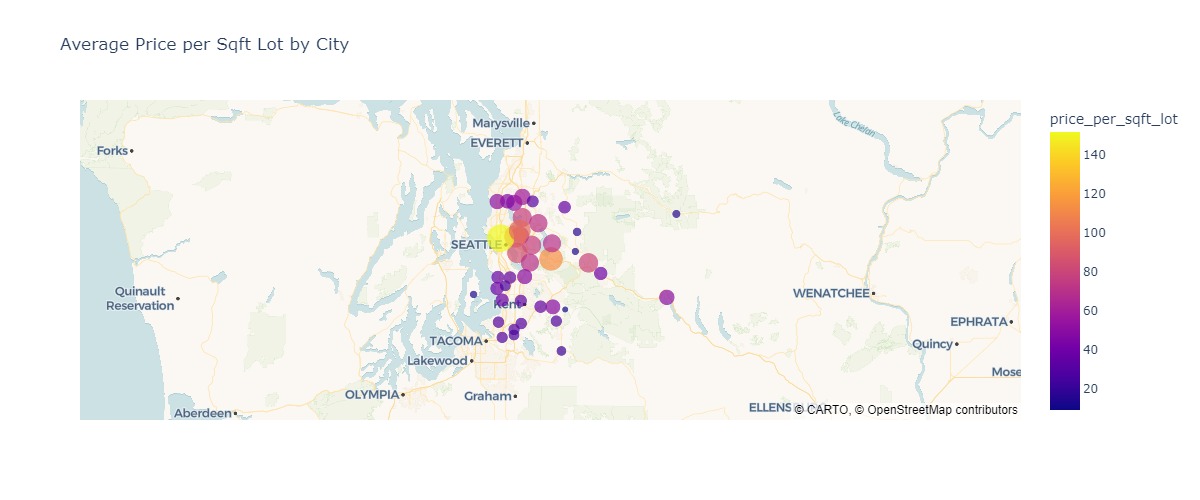 Average Price per Sqft Lot by City
price_per_sqft_lot
Lake Chelan
Marysville
EVERETT
Forks
140
120
100
80
60
40
20
SEATTLE
Quinault
Reservation
Kent
WENATCHEE
EPHRATA
TACOMA
Quincy
Lakewood
Mose
OLYMPIA
Graham
Aberdeen
ELLENS
© CARTO, © OpenStreetMap contributors